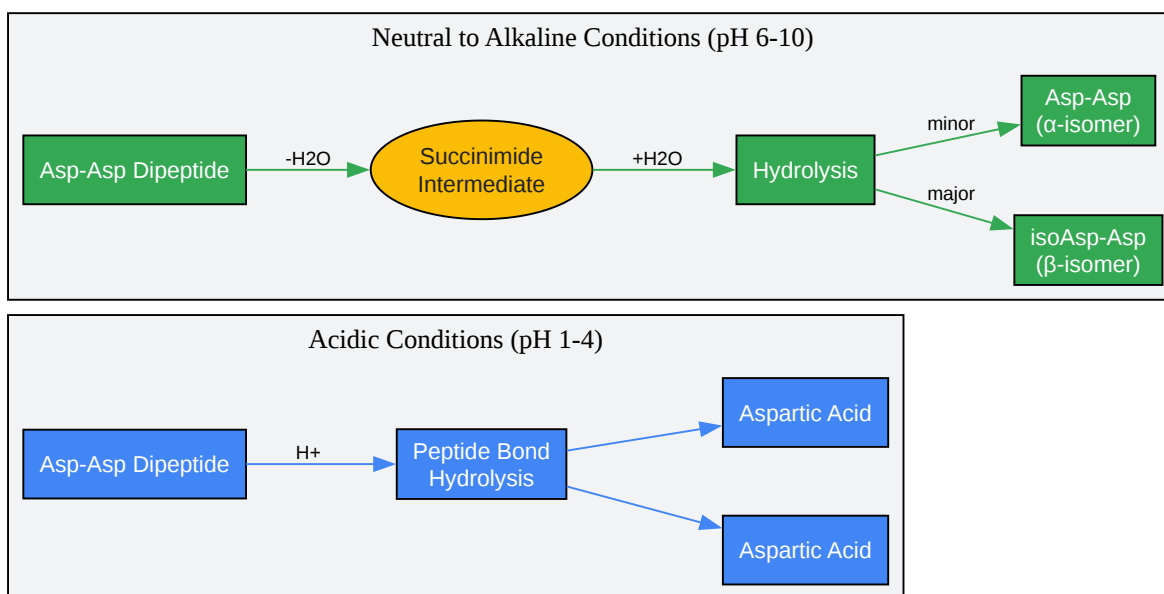 Neutral to Alkaline Conditions (pH 6-10)
Asp-Asp Dipeptide
-H2O
Succinimide
Intermediate
+H2O
Hydrolysis
minor
Asp-Asp
(α-isomer)
major
isoAsp-Asp
(β-isomer)
Acidic Conditions (pH 1-4)
Asp-Asp Dipeptide
H+
Peptide Bond
Hydrolysis
Aspartic Acid
Aspartic Acid